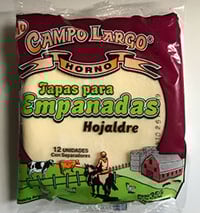 CAMPO LARGO
HORNO
Tapas para
Empanadas
Hojaldre
12 UNIDADES
Con Separadores